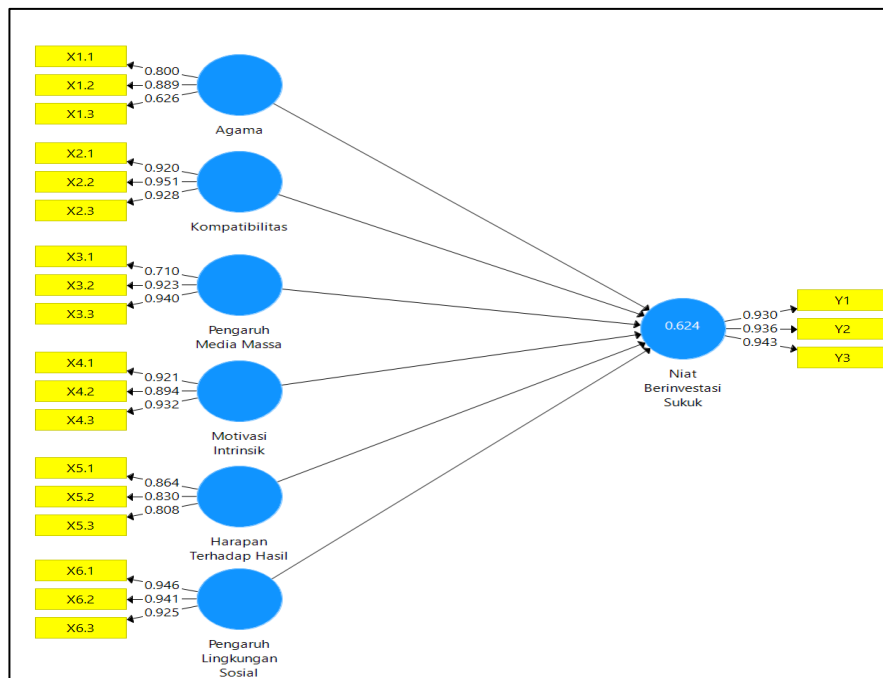 X1.1
0.800
X1.2
0.889
X1.3
0.626
Agama
X2.1
0.920
X2.2
0.951
X2.3
0.928
Kompatibilitas
X3.1
0.710
X3.2
0.923
X3.3
0.940
Pengaruh
Media Massa
X4.1
0.921
X4.2
0.894
X4.3
0.932
Motivasi
Intrinsik
X5.1
0.864
X5.2
0.830
X5.3
0.808
Harapan
Terhadap Hasil
X6.1
0.946
X6.2
0.941
X6.3
0.925
Pengaruh
Lingkungan
Sosial
0.624
Niat
Berinvestasi
Sukuk
0.930
Y1
0.936
Y2
0.943
Y3